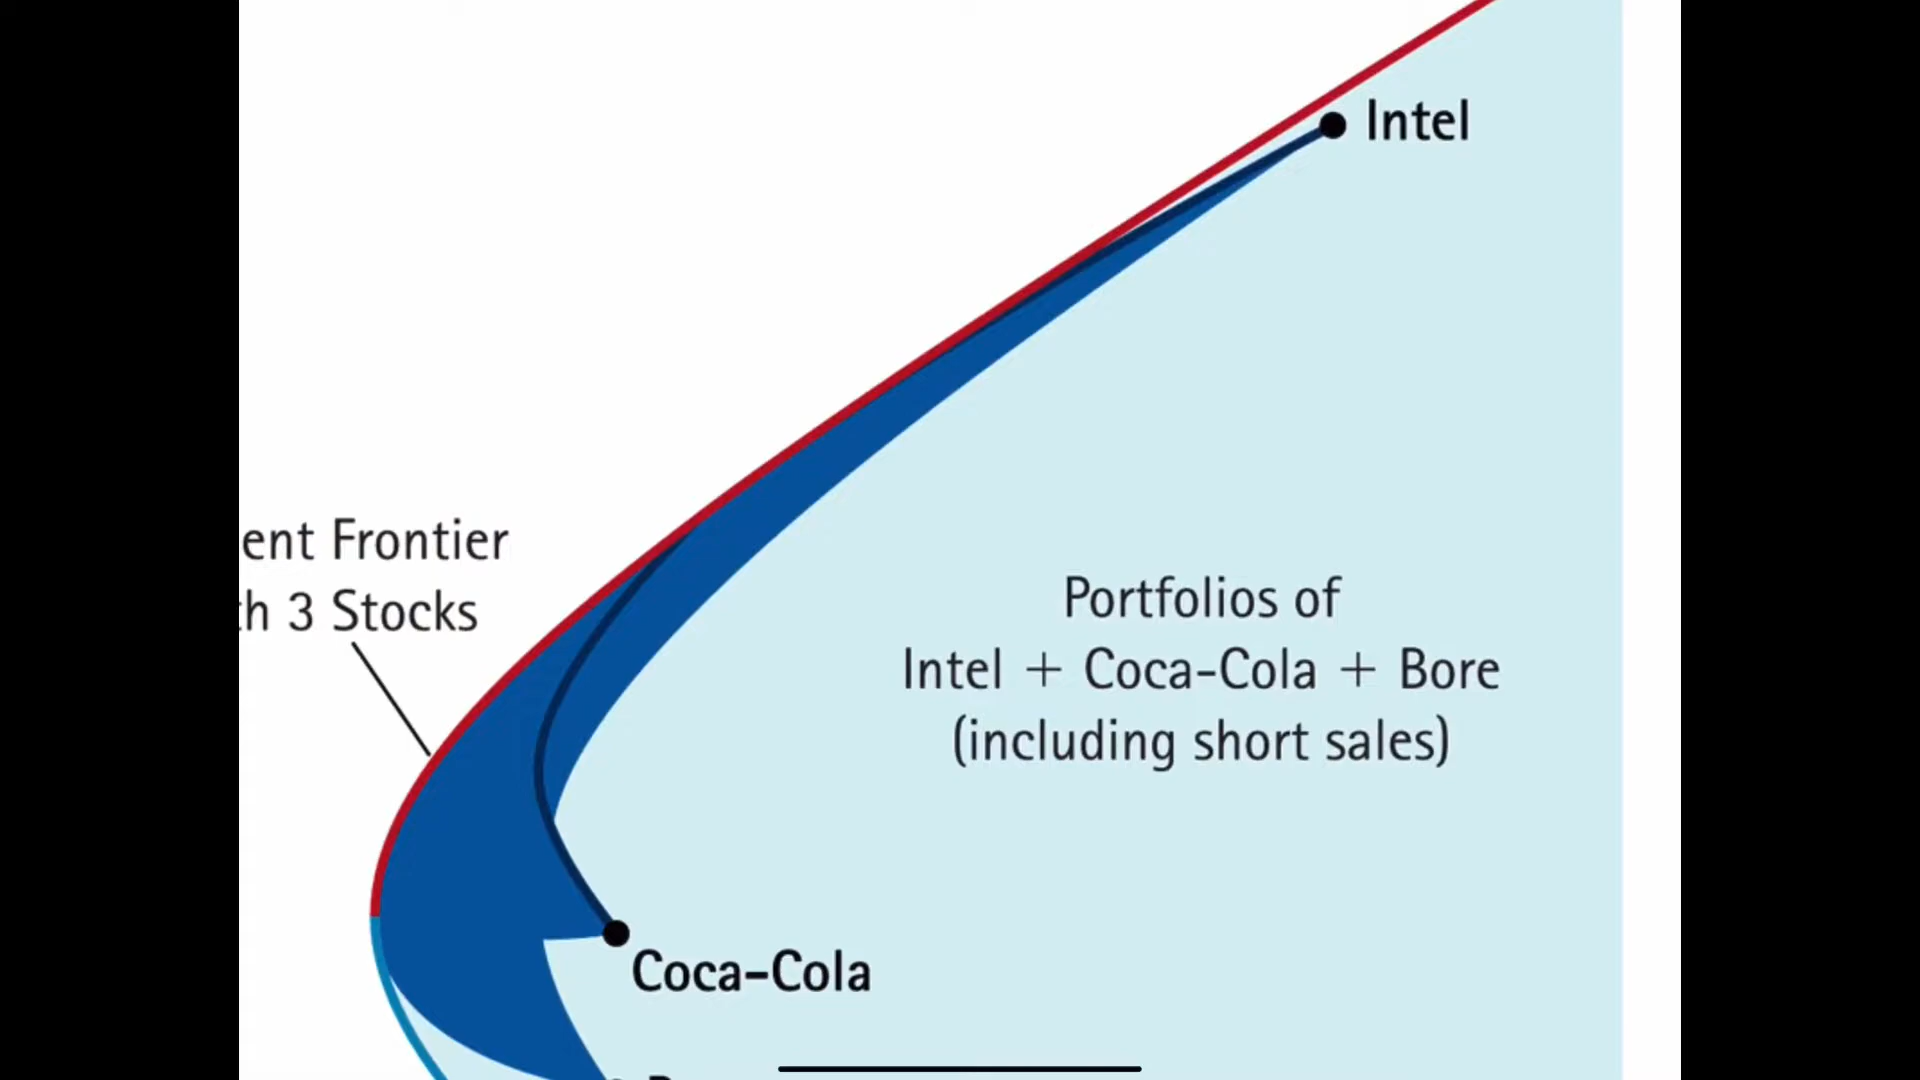 Intel
ent Frontier
h 3 Stocks
Portfolios of
Intel + Coca-Cola + Bore
(including short sales)
Coca-Cola